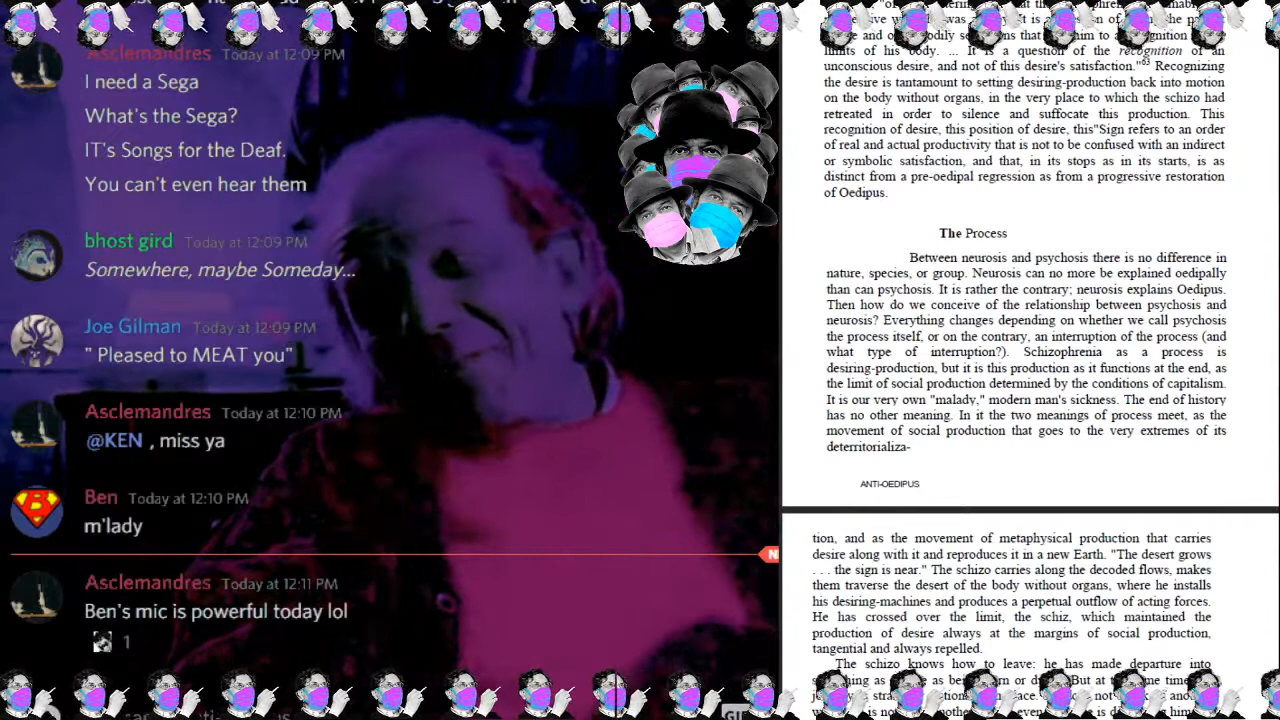 Asclemandres Today at 12:09 PM
I need a Sega
What's the Sega?
IT's Songs for the Deaf.
You can't even hear them
bhost gird Today at 12:09 PM
Somewhere, maybe Someday...
Joe Gilman Today at 12:09 PM
" Pleased to MEAT you"
Asclemandres Today at 12:10 PM
@KEN , miss ya
Ben Today at 12:10 PM
m'lady
N
Asclemandres Today at 12:11 PM
Ben's mic is powerful today lol
1
limits of his body. ... It is a question of the recognition of an
unconscious desire, and not of this desire's satisfaction."63 Recognizing
the desire is tantamount to setting desiring-production back into motion
on the body without organs, in the very place to which the schizo had
retreated in order to silence and suffocate this production. This
recognition of desire, this position of desire, this"Sign refers to an order
of real and actual productivity that is not to be confused with an indirect
or symbolic satisfaction, and that, in its stops as in its starts, is as
distinct from a pre-oedipal regression as from a progressive restoration
of Oedipus.
The Process
Between neurosis and psychosis there is no difference in
nature, species, or group. Neurosis can no more be explained oedipally
than can psychosis. It is rather the contrary; neurosis explains Oedipus.
Then how do we conceive of the relationship between psychosis and
neurosis? Everything changes depending on whether we call psychosis
the process itself, or on the contrary, an interruption of the process (and
what type of interruption?). Schizophrenia as a process is
desiring-production, but it is this production as it functions at the end, as
the limit of social production determined by the conditions of capitalism.
It is our very own "malady," modern man's sickness. The end of history
has no other meaning. In it the two meanings of process meet, as the
movement of social production that goes to the very extremes of its
deterritorializa-
ANTI-OEDIPUS
tion, and as the movement of metaphysical production that carries
desire along with it and reproduces it in a new Earth. "The desert grows
. . . the sign is near." The schizo carries along the decoded flows, makes
them traverse the desert of the body without organs, where he installs
his desiring-machines and produces a perpetual outflow of acting forces.
He has crossed over the limit, the schiz, which maintained the
production of desire always at the margins of social production,
tangential and always repelled.
The schizo knows how to leave: he has made departure into